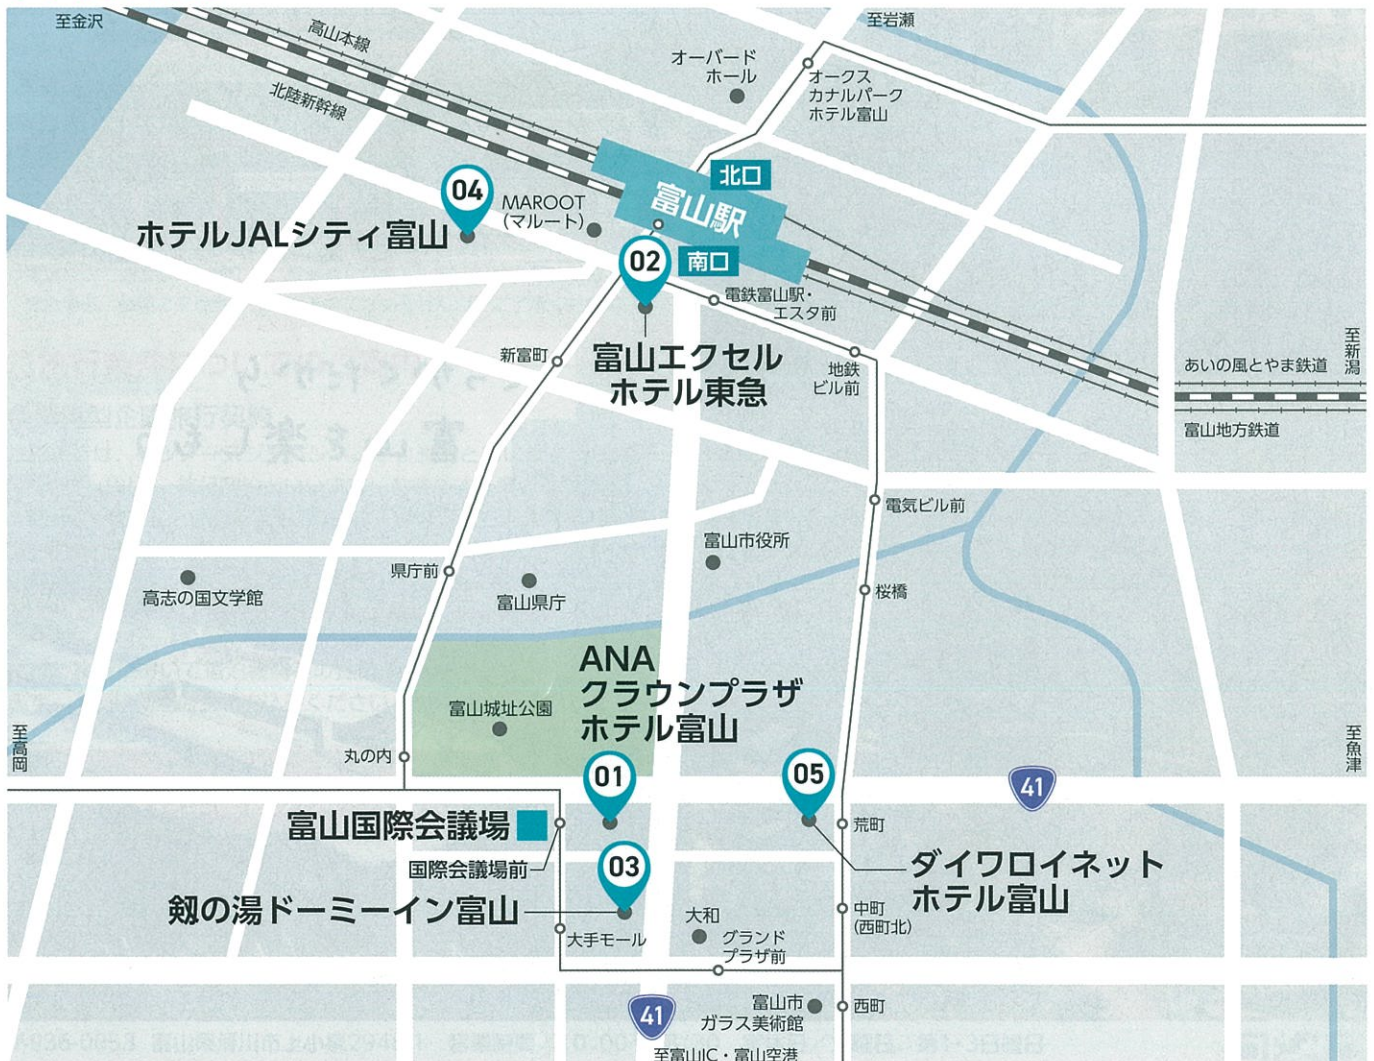 至金沢
高山本線
北陸新幹線
至岩瀬
オーバード
ホール
オークス
カナルパーク
ホテル富山
北口
富山駅
南口
04
MAROOT
(マルート)
ホテルJALシティ富山
02
電鉄富山駅・
エスタ前
新富町
富山エクセル
ホテル東急
地鉄
ビル前
至新潟
あいの風とやま鉄道
富山地方鉄道
電気ビル前
富山市役所
県庁前
高志の国文学館
富山県庁
桜橋
ANA
クラウンプラザ
ホテル富山
富山城址公園
至高岡
丸の内
至魚津
01
05
41
富山国際会議場
国際会議場前
荒町
03
ダイワロイネット
ホテル富山
剱の湯ドーミーイン富山
大手モール
大和
グランド
プラザ前
中町
(西町北)
41
富山市
ガラス美術館
西町
至富山IC・富山空港